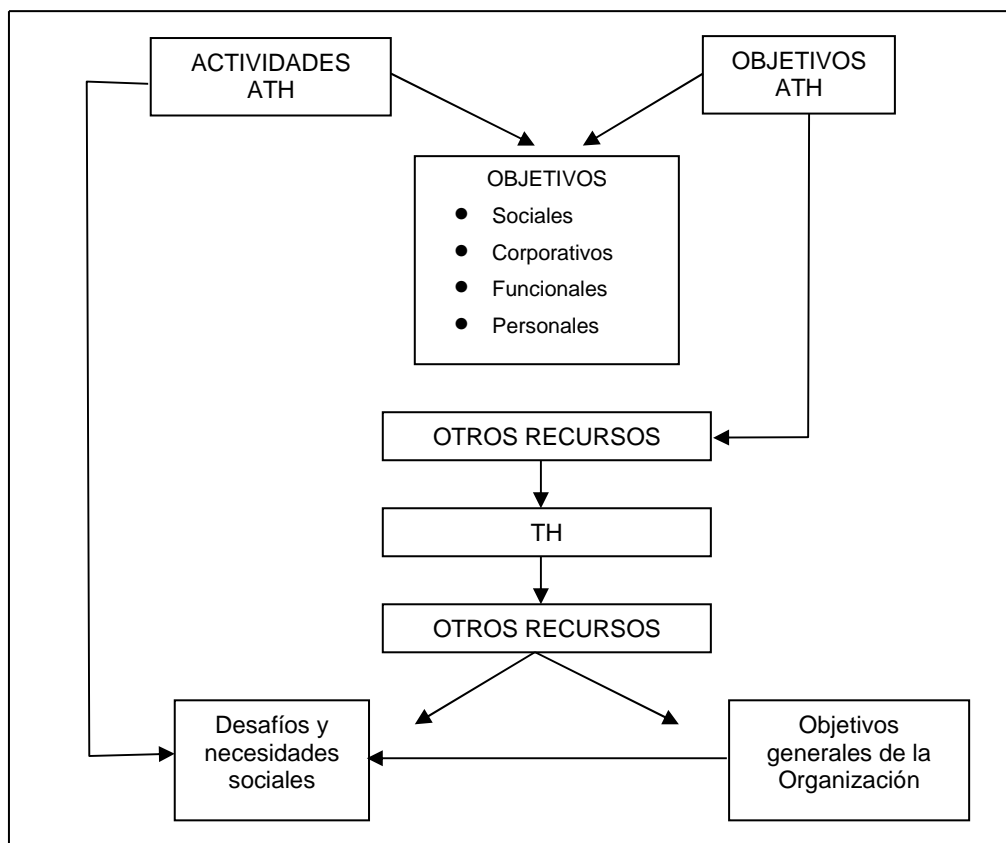 ACTIVIDADES
ATH
OBJETIVOS
ATH
OBJETIVOS
● Sociales
● Corporativos
● Funcionales
● Personales
OTROS RECURSOS
TH
OTROS RECURSOS
Desafíos y
necesidades
sociales
Objetivos
generales de la
Organización